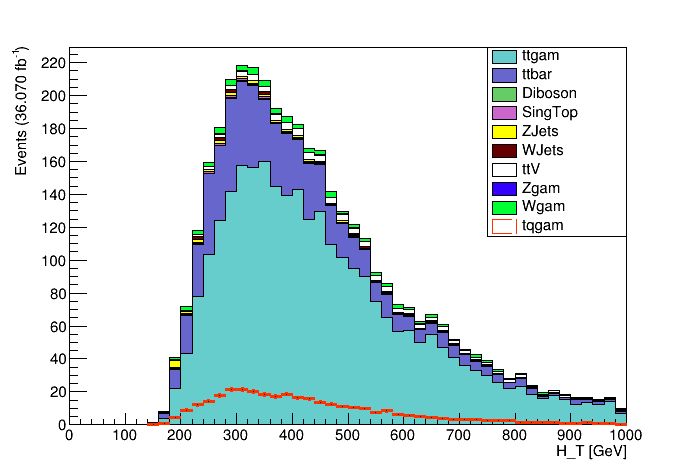 Events (36.070 fb⁻¹)
220
200
180
160
140
120
100
80
60
40
20
0
0 100 200 300 400 500 600 700 800 900 1000
H_T [GeV]
ttgam
ttbar
Diboson
SingTop
ZJets
WJets
ttV
Zgam
Wgam
tqgam